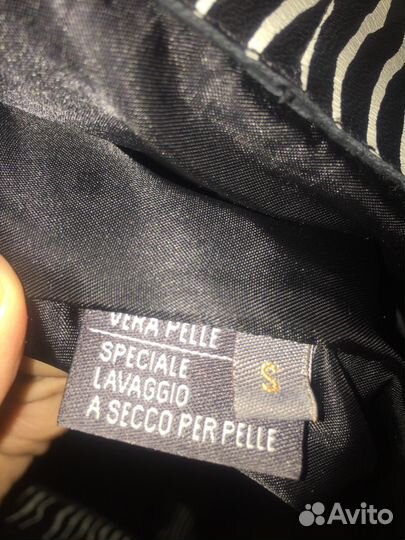 VERA PELLE
SPECIALE
LAVAGGIO
A SECCO PER PELLE
S
Avito